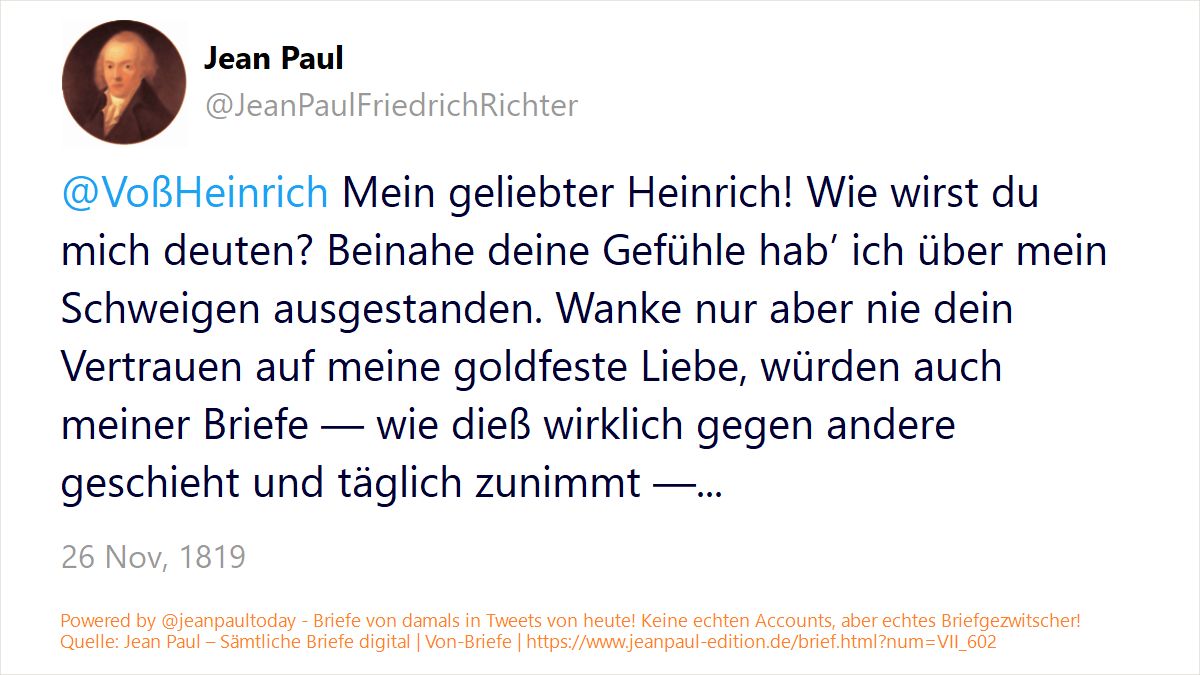 Jean Paul
@JeanPaulFriedrichRichter
@VoßHeinrich Mein geliebter Heinrich! Wie wirst du
mich deuten? Beinahe deine Gefühle hab’ ich über mein
Schweigen ausgestanden. Wanke nur aber nie dein
Vertrauen auf meine goldfeste Liebe, würden auch
meiner Briefe — wie dieß wirklich gegen andere
geschieht und täglich zunimmt —...
26 Nov, 1819
Powered by @jeanpaultoday - Briefe von damals in Tweets von heute! Keine echten Accounts, aber echtes Briefgezwitscher!
Quelle: Jean Paul – Sämtliche Briefe digital | Von-Briefe | https://www.jeanpaul-edition.de/brief.html?num=VII_602